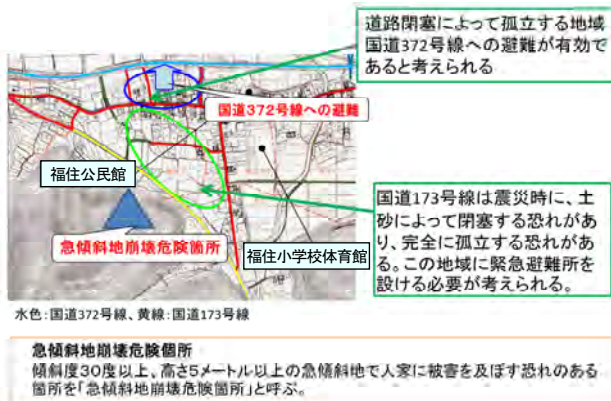 道路閉塞によって孤立する地域
国道372号線への避難が有効で
あると考えられる
国道372号線への避難
福住公民館
急傾斜地崩壊危険箇所
福住小学校体育館
国道173号線は震災時に、土
砂によって閉塞する恐れがあ
り、完全に孤立する恐れがあ
る。この地域に緊急避難所を
設ける必要が考えられる。
水色:国道372号線、黄線:国道173号線
急傾斜地崩壊危険個所
傾斜度30度以上、高さ5メートル以上の急傾斜地で人家に被害を及ぼす恐れのある
箇所を「急傾斜地崩壊危険箇所」と呼ぶ。